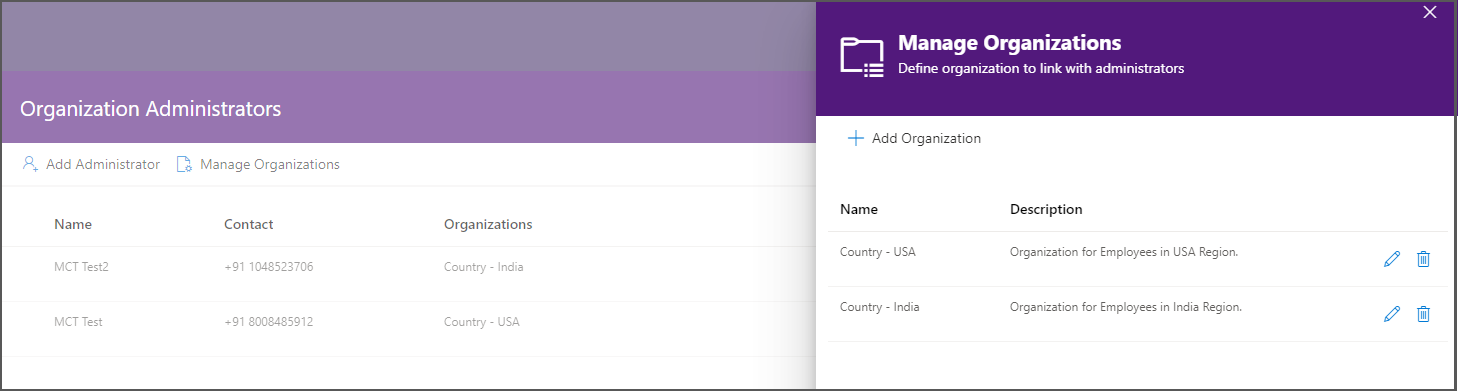 Organization Administrators
Add Administrator Manage Organizations
Name Contact Organizations
MCT Test2 +91 1048523706 Country - India
MCT Test +91 8008485912 Country - USA
Manage Organizations
Define organization to link with administrators
Add Organization
Name Description
Country - USA Organization for Employees in USA Region.
Country - India Organization for Employees in India Region.